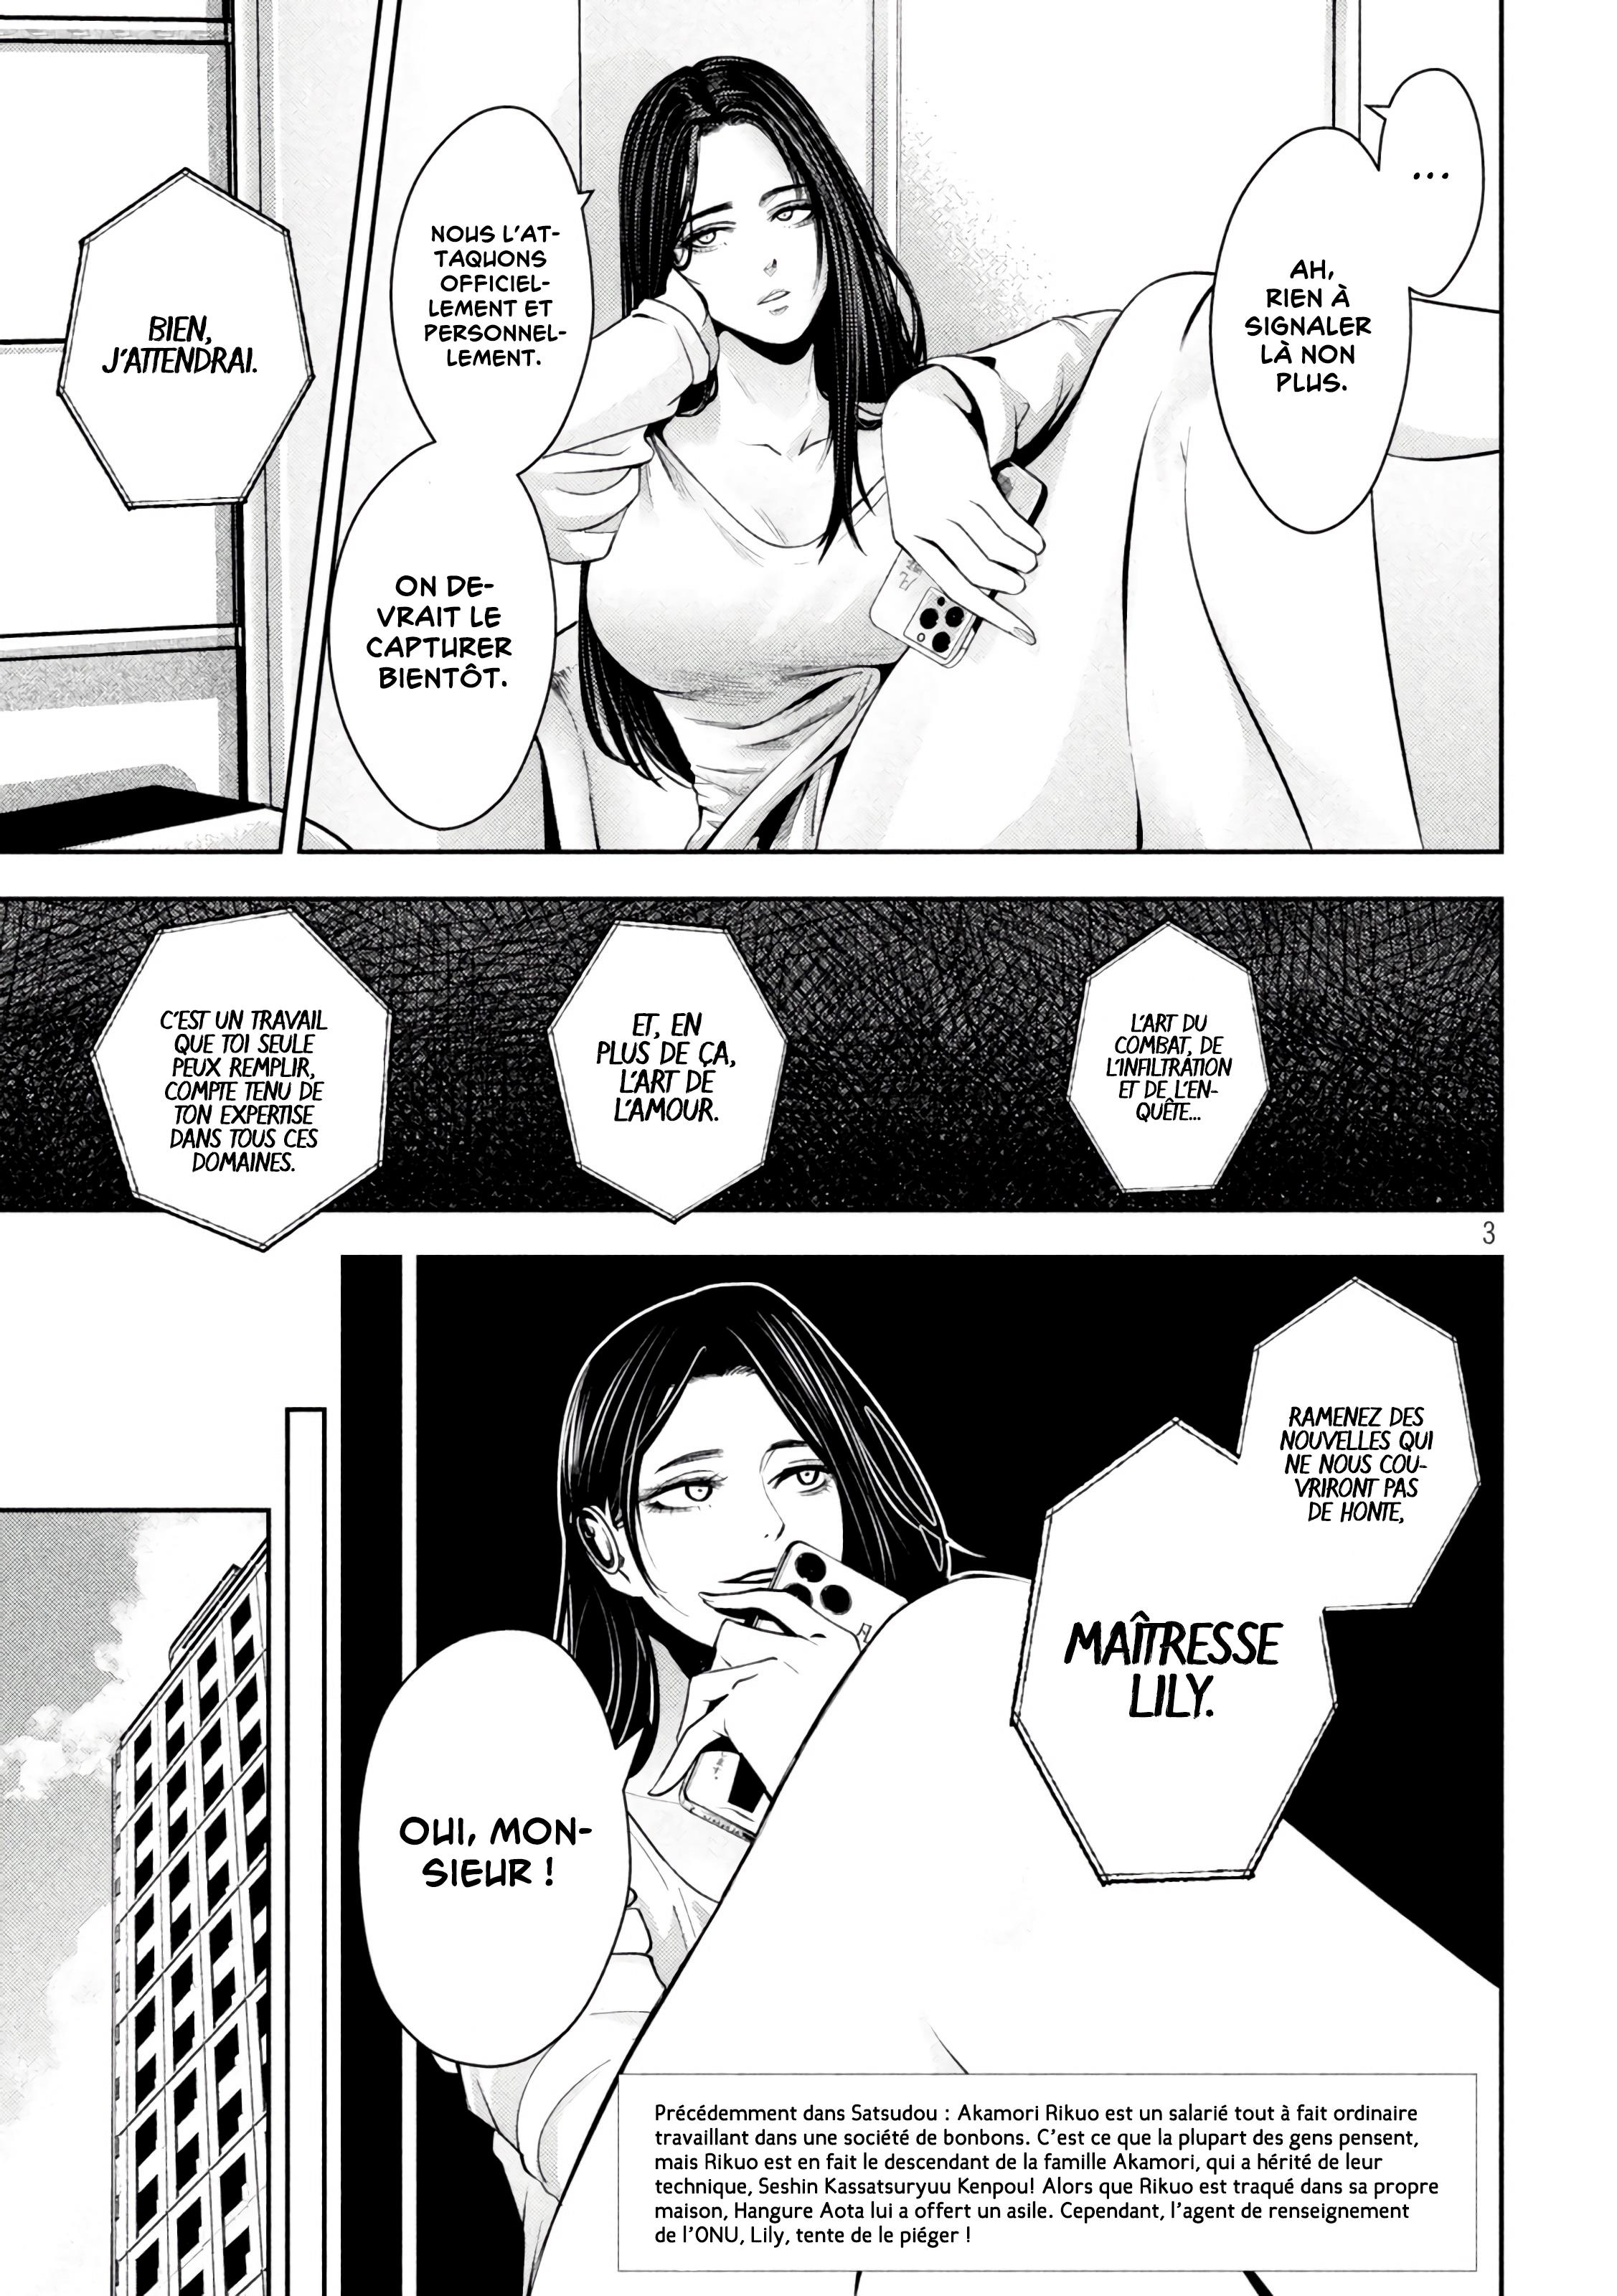 ...
AH,
RIEN À
SIGNALER
LÀ NON
PLUS.
NOUS L'AT-
TAQUONS
OFFICIEL-
LEMENT ET
PERSONNEL-
LEMENT.
ON DE-
VRAIT LE
CAPTURER
BIENTÔT.
BIEN,
J'ATTENDRAI.
L'ART DU
COMBAT, DE
L'INFILTRATION
ET DE L'EN-
QUÊTE...
ET, EN
PLUS DE ÇA,
L'ART DE
L'AMOUR.
C'EST UN TRAVAIL
QUE TOI SEULE
PEUX REMPLIR,
COMPTE TENU DE
TON EXPERTISE
DANS TOUS CES
DOMAINES.
3
RAMENEZ DES
NOUVELLES QUI
NE NOUS COU-
VRIRONT PAS
DE HONTE,
MAÎTRESSE
LILY.
OUI, MON-
SIEUR !
Précédemment dans Satsudou : Akamori Rikuo est un salarié tout à fait ordinaire
travaillant dans une société de bonbons. C'est ce que la plupart des gens pensent,
mais Rikuo est en fait le descendant de la famille Akamori, qui a hérité de leur
technique, Seshin Kassatsuryuu Kenpou! Alors que Rikuo est traqué dans sa propre
maison, Hangure Aota lui a offert un asile. Cependant, l'agent de renseignement
de l'ONU, Lily, tente de le piéger !